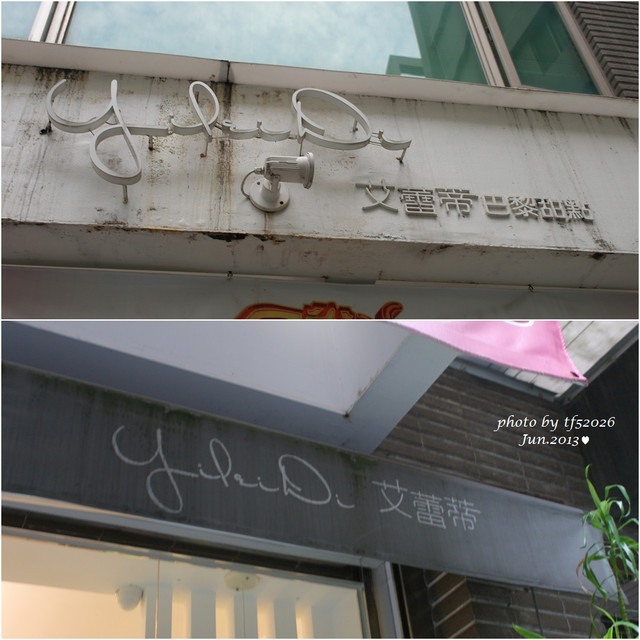 YileiDi
艾蕾蒂 巴黎甜點
photo by tf52026
Jun.2013♥
YileiDi 艾蕾蒂